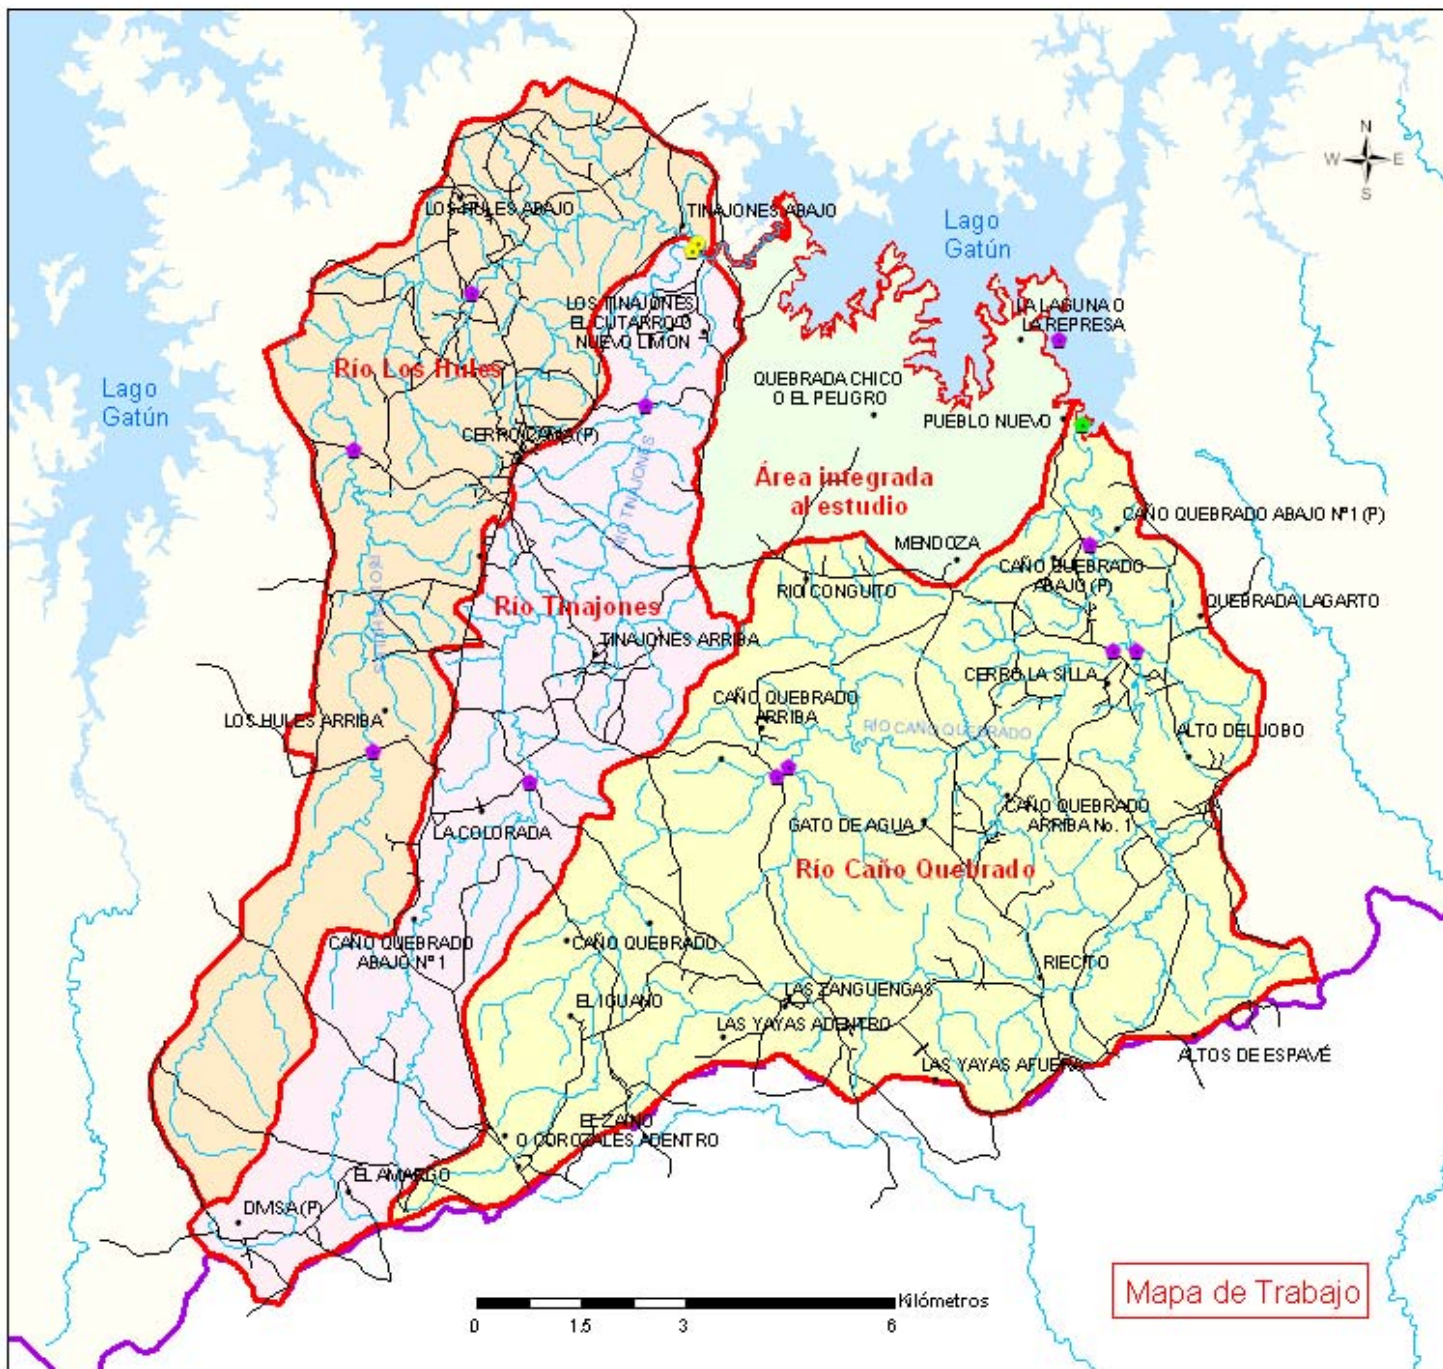 N
W E
S
LOS HULES ABAJO
TINAJONES ABAJO
Lago
Gatún
LOS TINAJONES
EL CUTARRO O
NUEVO LIMON
LA LAGUNA O
LA REPRESA
Río Los Hules
QUEBRADA CHICO
O EL PELIGRO
Lago
Gatún
PUEBLO NUEVO
CERRO CAMA (P)
RÍO TINAJONES
Área integrada
al estudio
CAÑO QUEBRADO ABAJO Nº1 (P)
MENDOZA
CAÑO QUEBRADO
ABAJO (P)
RIO CONGUITO
QUEBRADA LAGARTO
Río Tinajones
TINAJONES ARRIBA
CERRO LA SILLA
CAÑO QUEBRADO
ARRIBA
LOS HULES ARRIBA
RÍO CAÑO QUEBRADO
ALTO DEL JOBO
LA COLORADA
GATO DE AGUA
CAÑO QUEBRADO
ARRIBA No. 1
Río Caño Quebrado
CAÑO QUEBRADO
ABAJO Nº 1
CAÑO QUEBRADO
RIECITO
EL IGUANO
LAS ZANGUENGAS
LAS YAYAS ADENTRO
ALTOS DE ESPAVÉ
LAS YAYAS AFUERA
EL ZAINO
O COROZALES ADENTRO
EL AMARGO
DMSA (P)
Mapa de Trabajo
Kilómetros
0 1.5 3 6